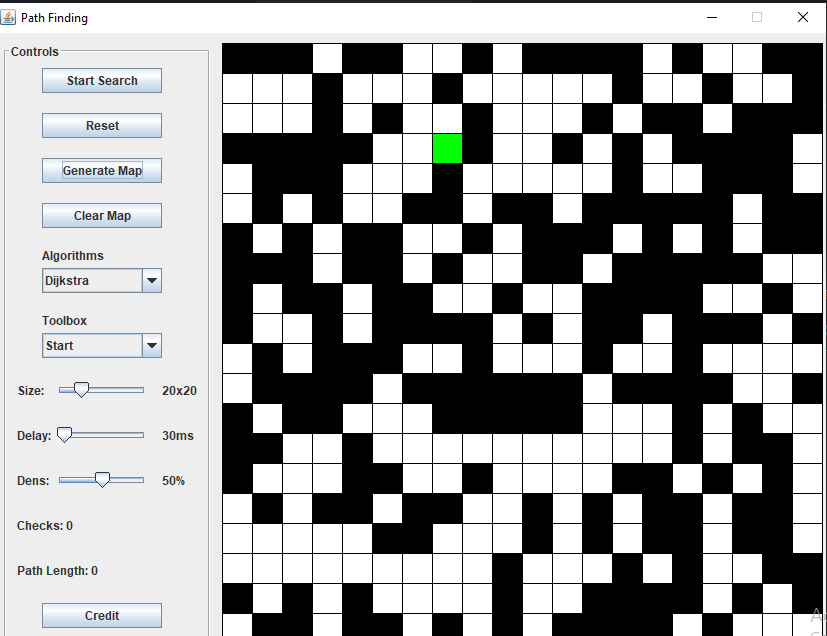 Path Finding
Controls
Start Search
Reset
Generate Map
Clear Map
Algorithms
Dijkstra
Toolbox
Start
Size: 20x20
Delay: 30ms
Dens: 50%
Checks: 0
Path Length: 0
Credit